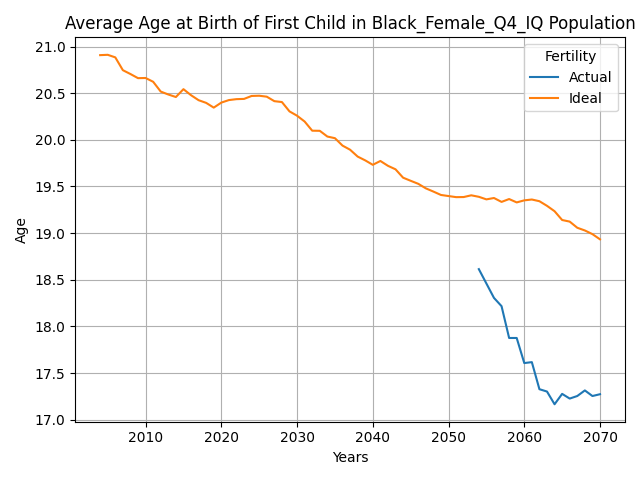 Average Age at Birth of First Child in Black_Female_Q4_IQ Population
21.0
20.5
20.0
19.5
19.0
18.5
18.0
17.5
17.0
Age
Fertility
Actual
Ideal
2010 2020 2030 2040 2050 2060 2070
Years